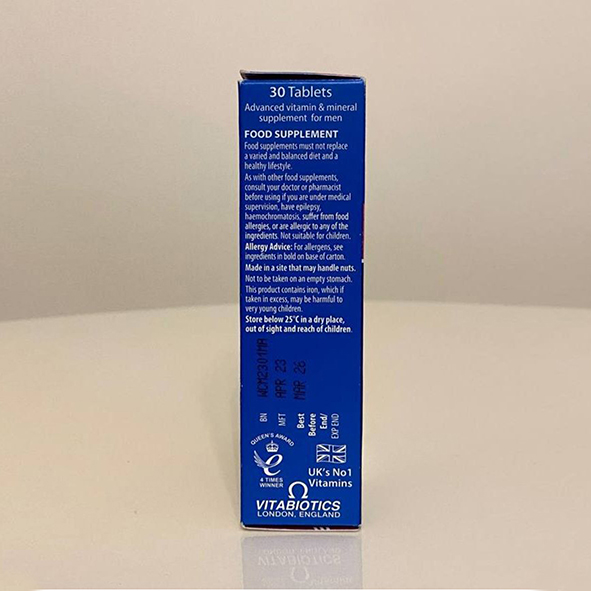 30 Tablets
Advanced vitamin & mineral
supplement for men
FOOD SUPPLEMENT
Food supplements must not replace
a varied and balanced diet and a
healthy lifestyle.
As with other food supplements,
consult your doctor or pharmacist
before using if you are under medical
supervision, have epilepsy,
haemochromatosis, suffer from food
allergies, or are allergic to any of the
ingredients. Not suitable for children.
Allergy Advice: For allergens, see
ingredients in bold on base of carton.
Made in a site that may handle nuts.
Not to be taken on an empty stomach.
This product contains iron, which if
taken in excess, may be harmful to
very young children.
Store below 25°C in a dry place,
out of sight and reach of children.
BN WCM2301MA
MFT APR 23
Best
Before
End/
EXP END
MAR 26
QUEEN'S AWARD
4 TIMES
WINNER
UK's No1
Vitamins
VITABIOTICS
LONDON, ENGLAND
VITABIOTICS